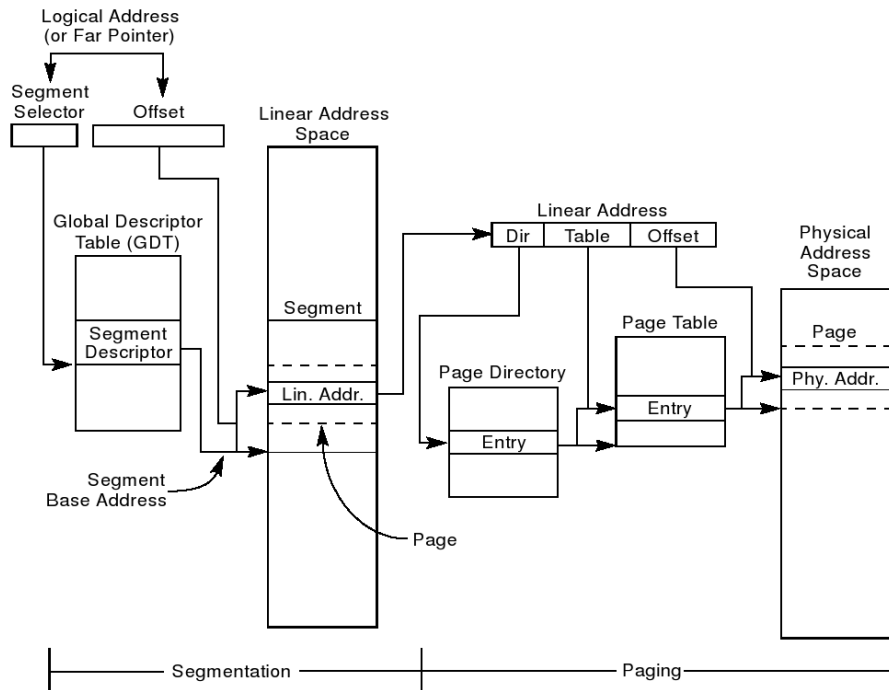 Logical Address
(or Far Pointer)
Segment
Selector
Offset
Linear Address
Space
Global Descriptor
Table (GDT)
Segment
Descriptor
Segment
Lin. Addr.
Segment
Base Address
Page
Linear Address
Dir
Table
Offset
Page Directory
Entry
Page Table
Entry
Physical
Address
Space
Page
Phy. Addr.
Segmentation
Paging